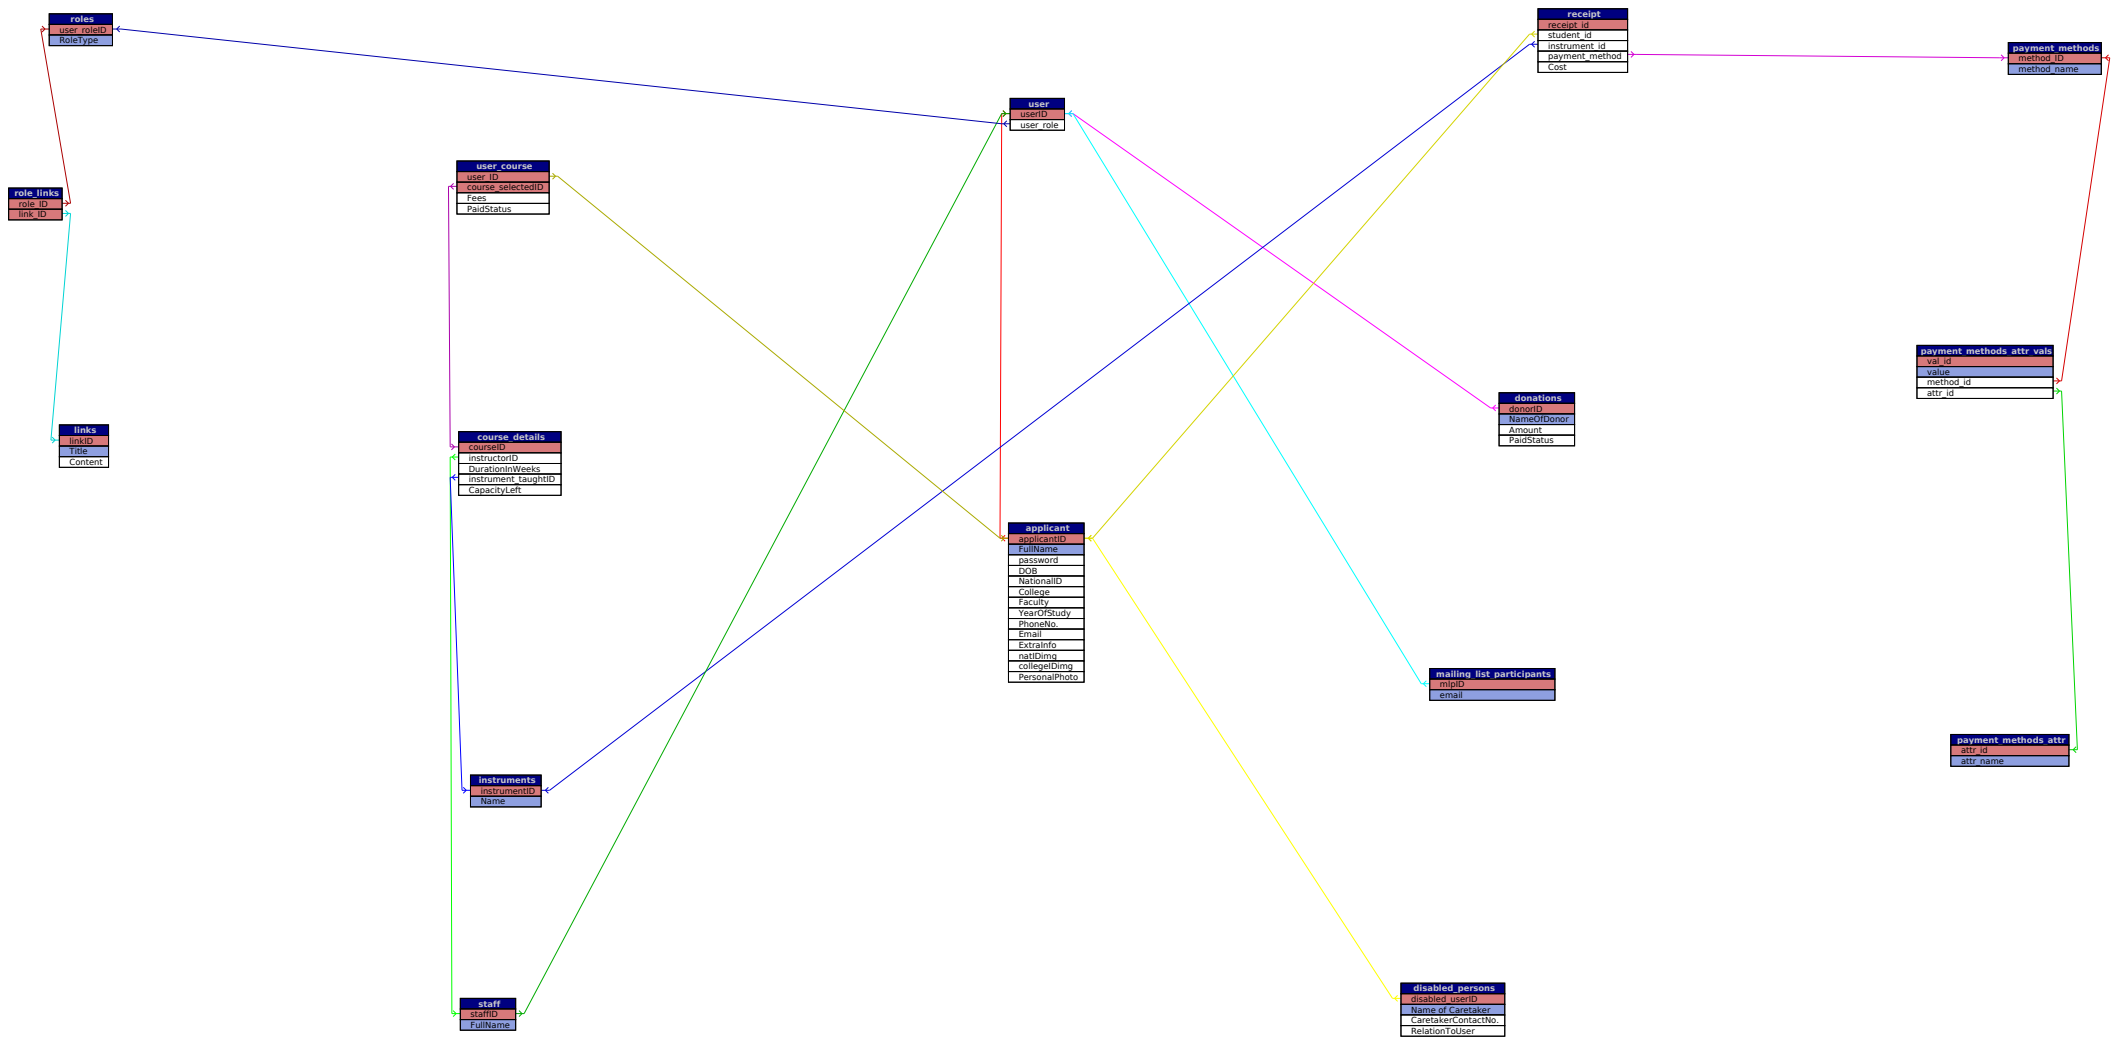 roles
user_roleID
RoleType
receipt
receipt_id
student_id
instrument_id
payment_method
Cost
payment_methods
method_ID
method_name
user
userID
user_role
user_course
user_ID
course_selectedID
Fees
PaidStatus
role_links
role_ID
link_ID
payment_methods_attr_vals
val_id
value
method_id
attr_id
donations
donorID
NameOfDonor
Amount
PaidStatus
links
linkID
Title
Content
course_details
courseID
instructorID
DurationInWeeks
instrument_taughtID
CapacityLeft
applicant
applicantID
FullName
password
DOB
NationalID
College
Faculty
YearOfStudy
PhoneNo.
Email
ExtraInfo
natIDimg
collegeIDimg
PersonalPhoto
mailing_list_participants
mlpID
email
payment_methods_attr
attr_id
attr_name
instruments
instrumentID
Name
staff
staffID
FullName
disabled_persons
disabled_userID
Name of Caretaker
CaretakerContactNo.
RelationToUser